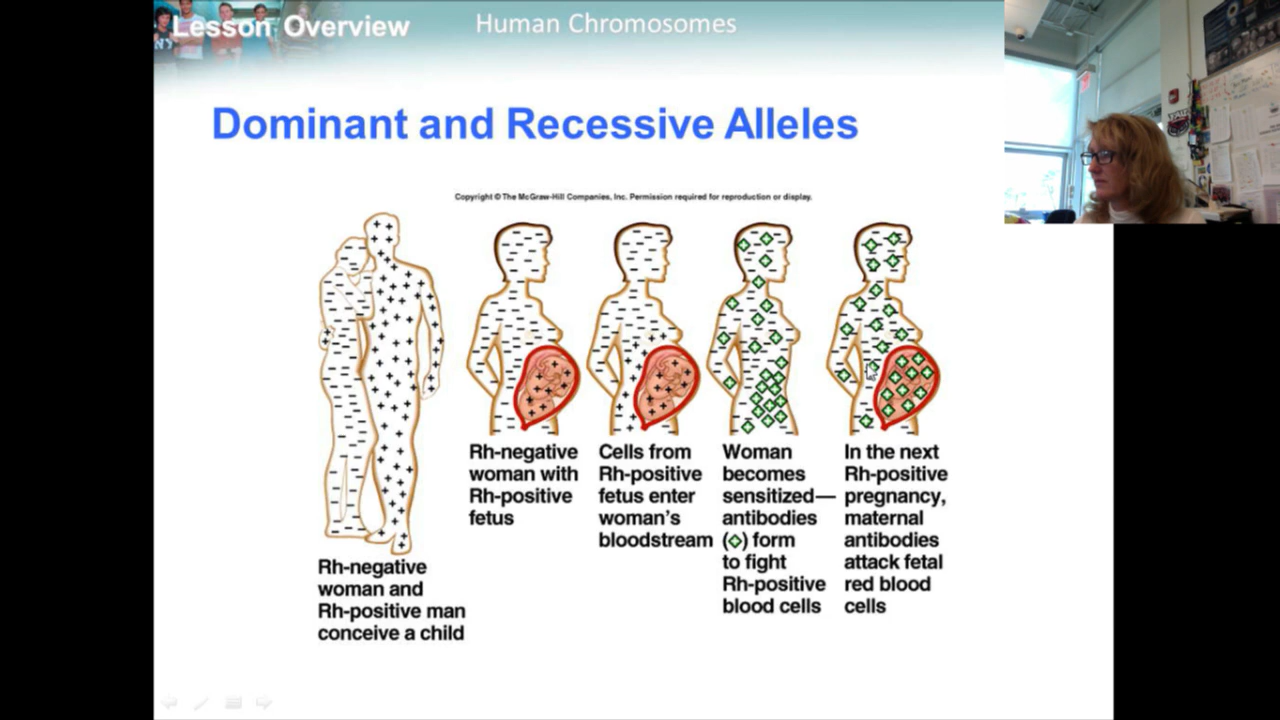 Lesson Overview
Human Chromosomes
Dominant and Recessive Alleles
Copyright © The McGraw-Hill Companies, Inc. Permission required for reproduction or display.
Rh-negative
woman and
Rh-positive man
conceive a child
Rh-negative
woman with
Rh-positive
fetus
Cells from
Rh-positive
fetus enter
woman's
bloodstream
Woman
becomes
sensitized—
antibodies
( ) form
to fight
Rh-positive
blood cells
In the next
Rh-positive
pregnancy,
maternal
antibodies
attack fetal
red blood
cells